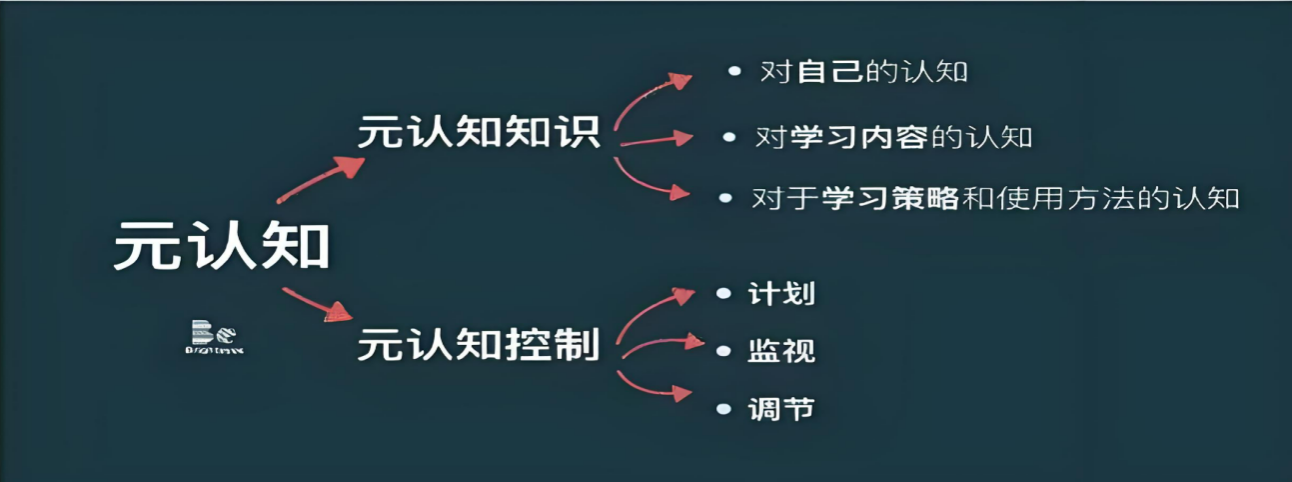 元认知
元认知知识
• 对自己的认知
• 对学习内容的认知
• 对于学习策略和使用方法的认知
元认知控制
• 计划
• 监视
• 调节
Be